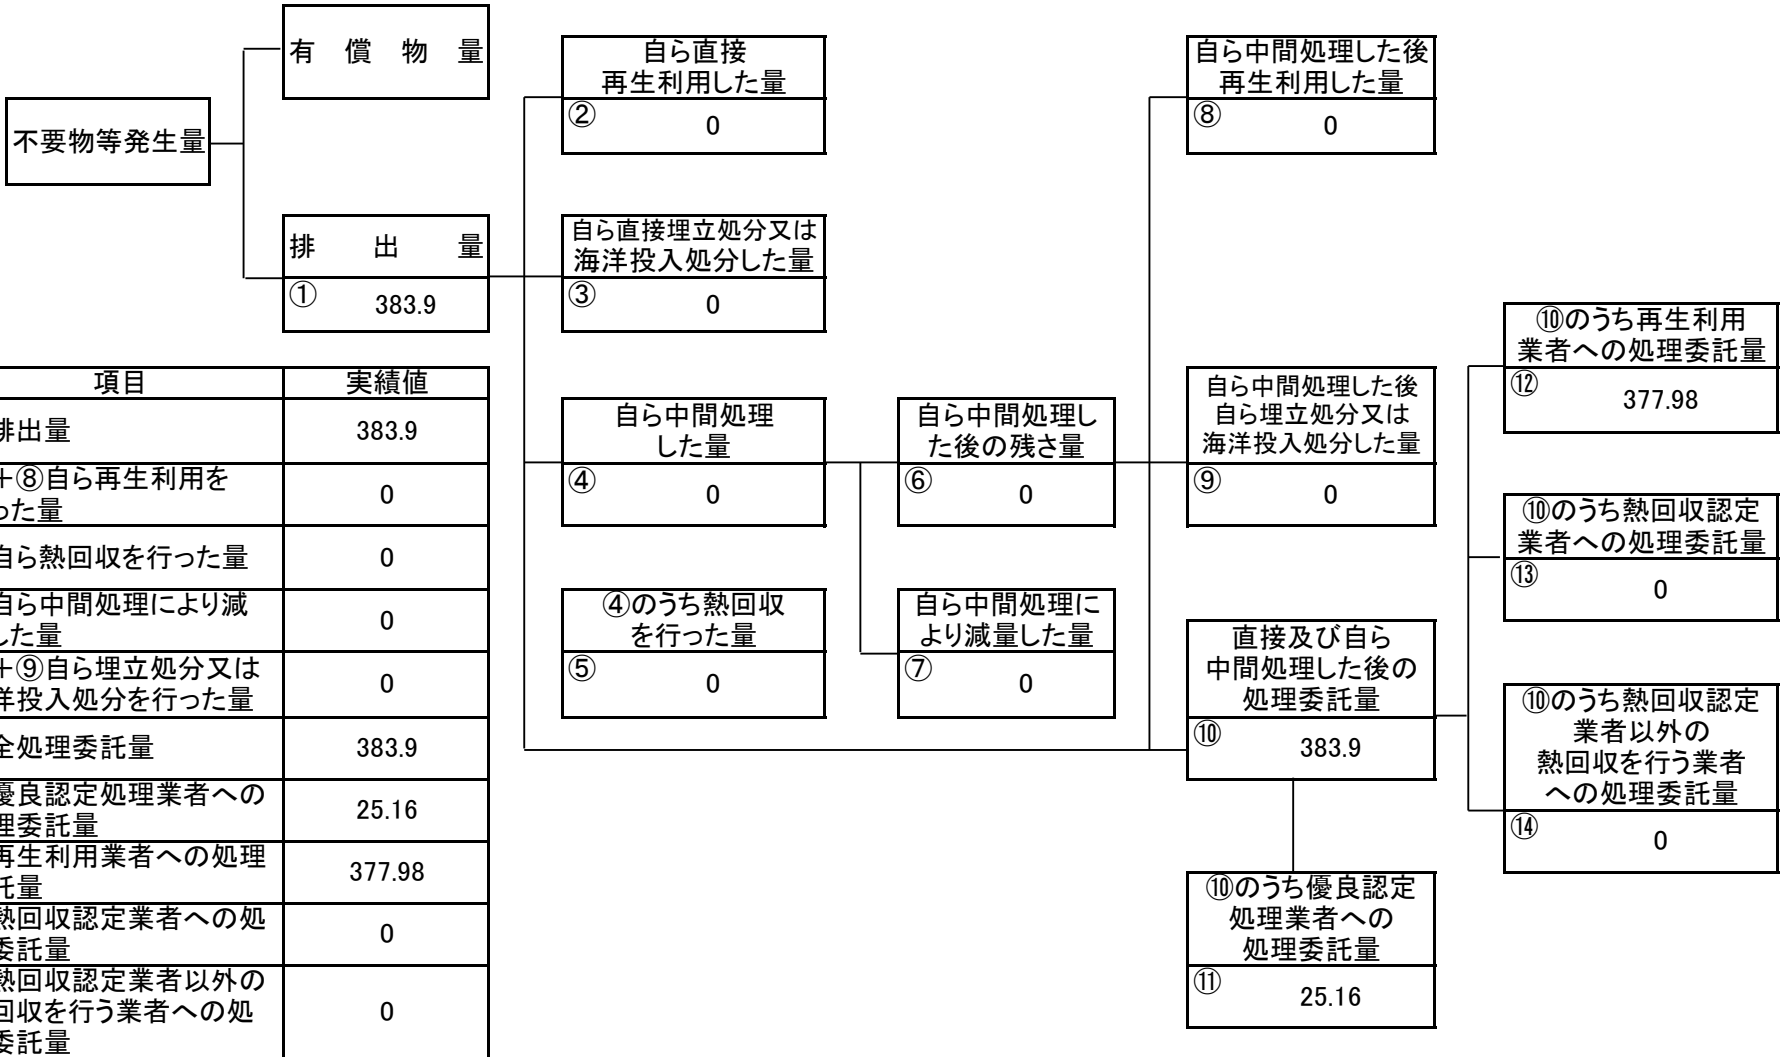 有償物量
不要物等発生量
排出量
① 383.9
自ら直接
再生利用した量
② 0
自ら直接埋立処分又は
海洋投入処分した量
③ 0
自ら中間処理
した量
④ 0
④のうち熱回収
を行った量
⑤ 0
自ら中間処理し
た後の残さ量
⑥ 0
自ら中間処理に
より減量した量
⑦ 0
自ら中間処理した後
再生利用した量
⑧ 0
自ら中間処理した後
自ら埋立処分又は
海洋投入処分した量
⑨ 0
直接及び自ら
中間処理した後の
処理委託量
⑩ 383.9
⑩のうち優良認定
処理業者への
処理委託量
⑪ 25.16
⑩のうち再生利用
業者への処理委託量
⑫ 377.98
⑩のうち熱回収認定
業者への処理委託量
⑬ 0
⑩のうち熱回収認定
業者以外の
熱回収を行う業者
への処理委託量
⑭ 0
項目 実績値
排出量 383.9
+⑧自ら再生利用を
った量 0
自ら熱回収を行った量 0
自ら中間処理により減
した量 0
+⑨自ら埋立処分又は
洋投入処分を行った量 0
全処理委託量 383.9
優良認定処理業者への
理委託量 25.16
再生利用業者への処理
託量 377.98
熱回収認定業者への処
委託量 0
熱回収認定業者以外の
回収を行う業者への処
委託量 0